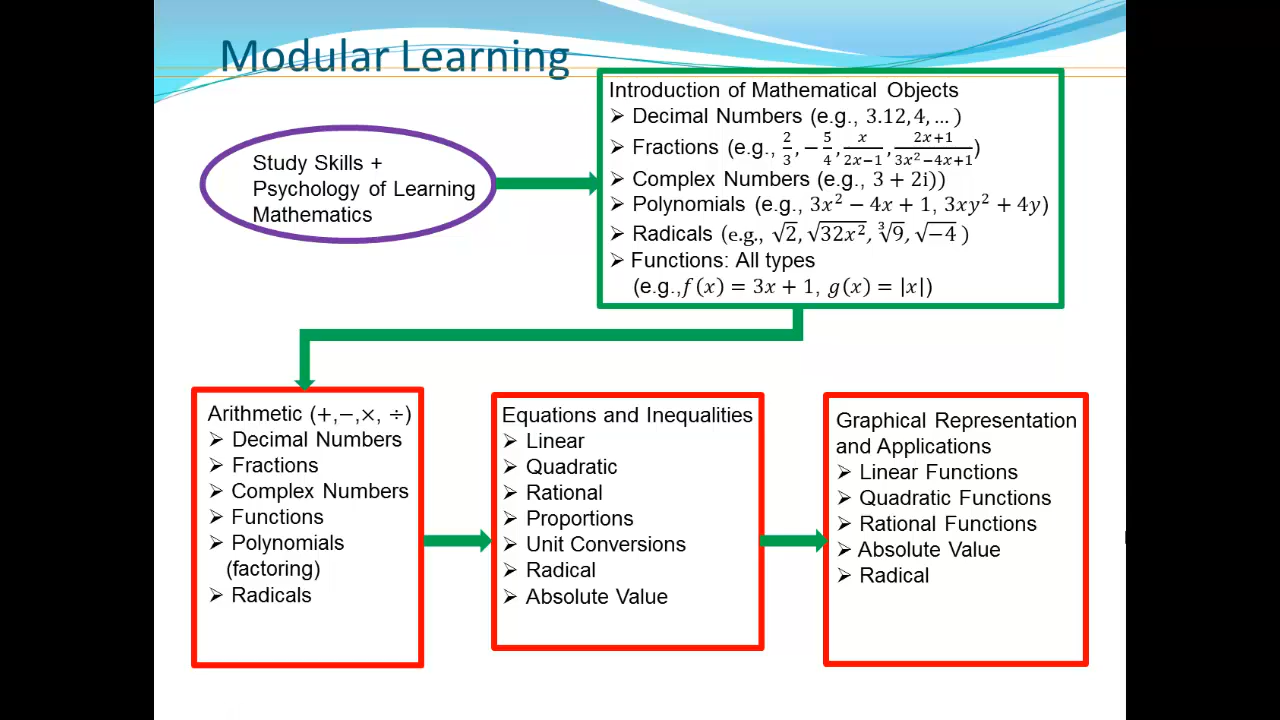 Modular Learning
Study Skills +
Psychology of Learning
Mathematics
Introduction of Mathematical Objects
➢ Decimal Numbers (e.g., 3.12, 4, … )
➢ Fractions (e.g., 2/3, −5/4, x/(2x−1), (2x+1)/(3x²−4x+1))
➢ Complex Numbers (e.g., 3 + 2i))
➢ Polynomials (e.g., 3x² − 4x + 1, 3xy² + 4y)
➢ Radicals (e.g., √2, √(32x²), ∛9, √(−4) )
➢ Functions: All types
(e.g.,f(x) = 3x + 1, g(x) = |x|)
Arithmetic (+,−,×, ÷)
➢ Decimal Numbers
➢ Fractions
➢ Complex Numbers
➢ Functions
➢ Polynomials
(factoring)
➢ Radicals
Equations and Inequalities
➢ Linear
➢ Quadratic
➢ Rational
➢ Proportions
➢ Unit Conversions
➢ Radical
➢ Absolute Value
Graphical Representation
and Applications
➢ Linear Functions
➢ Quadratic Functions
➢ Rational Functions
➢ Absolute Value
➢ Radical